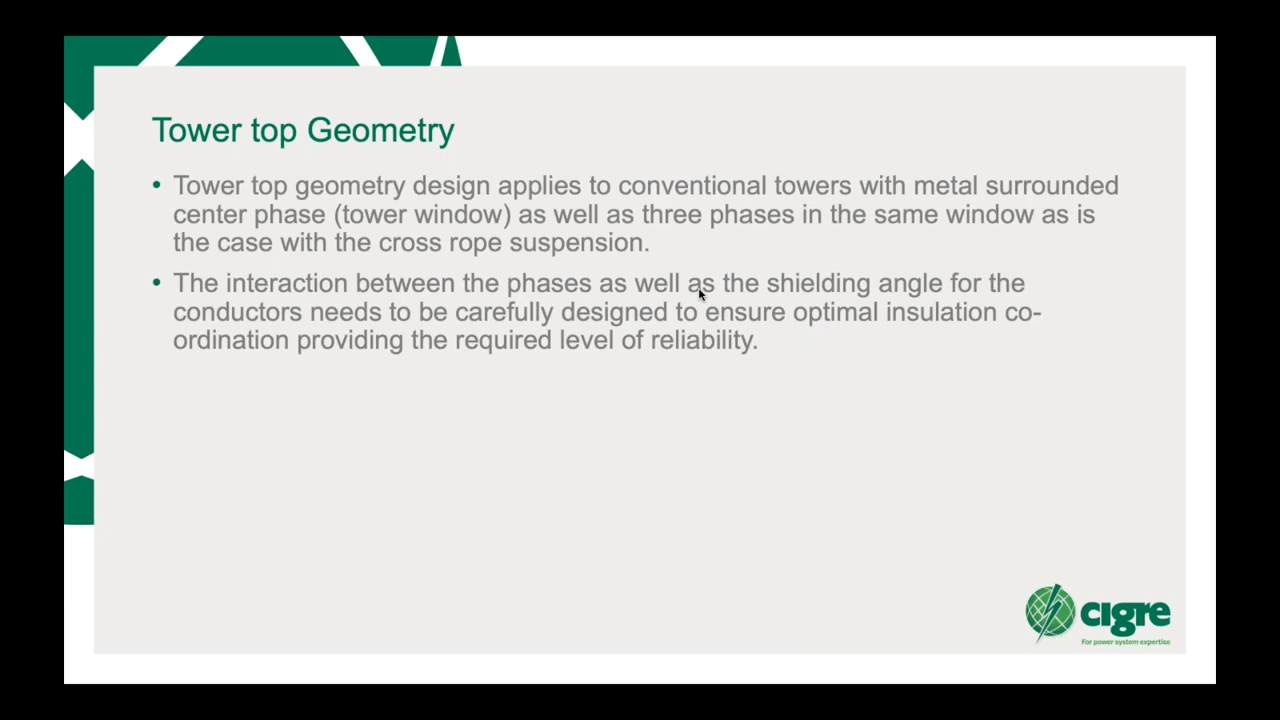 Tower top Geometry
• Tower top geometry design applies to conventional towers with metal surrounded
center phase (tower window) as well as three phases in the same window as is
the case with the cross rope suspension.
• The interaction between the phases as well as the shielding angle for the
conductors needs to be carefully designed to ensure optimal insulation co-
ordination providing the required level of reliability.
cigre
For power system expertise